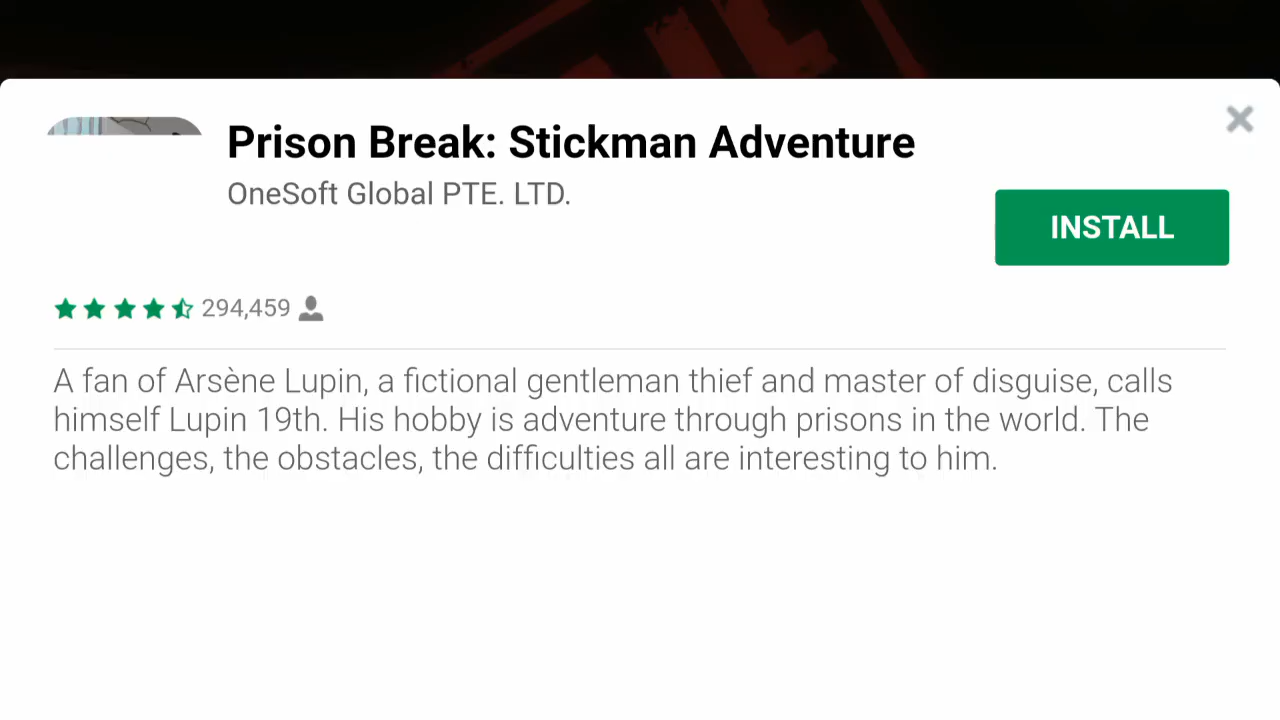 Prison Break: Stickman Adventure
OneSoft Global PTE. LTD.
INSTALL
294,459
A fan of Arsène Lupin, a fictional gentleman thief and master of disguise, calls
himself Lupin 19th. His hobby is adventure through prisons in the world. The
challenges, the obstacles, the difficulties all are interesting to him.